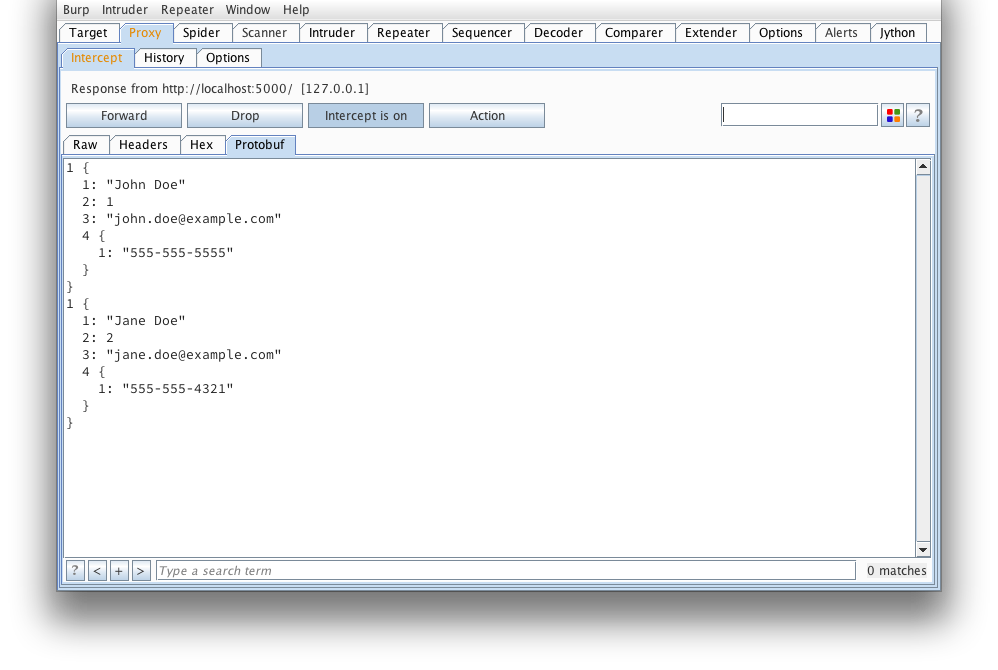 Burp Intruder Repeater Window Help
Target Proxy Spider Scanner Intruder Repeater Sequencer Decoder Comparer Extender Options Alerts Jython
Intercept History Options
Response from http://localhost:5000/ [127.0.0.1]
Forward Drop Intercept is on Action ?
Raw Headers Hex Protobuf
1 {
  1: "John Doe"
  2: 1
  3: "john.doe@example.com"
  4 {
    1: "555-555-5555"
  }
}
1 {
  1: "Jane Doe"
  2: 2
  3: "jane.doe@example.com"
  4 {
    1: "555-555-4321"
  }
}
? < + > Type a search term 0 matches